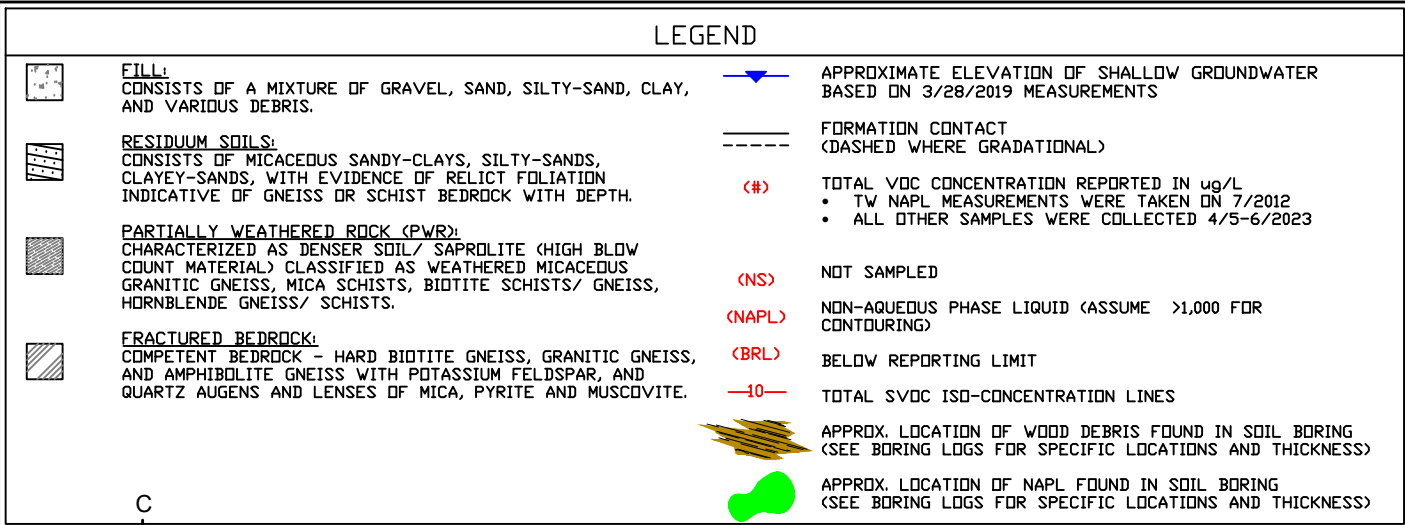 LEGEND
FILL:
CONSISTS OF A MIXTURE OF GRAVEL, SAND, SILTY-SAND, CLAY,
AND VARIOUS DEBRIS.
RESIDUUM SOILS:
CONSISTS OF MICACEOUS SANDY-CLAYS, SILTY-SANDS,
CLAYEY-SANDS, WITH EVIDENCE OF RELICT FOLIATION
INDICATIVE OF GNEISS OR SCHIST BEDROCK WITH DEPTH.
PARTIALLY WEATHERED ROCK (PWR):
CHARACTERIZED AS DENSER SOIL/ SAPROLITE (HIGH BLOW
COUNT MATERIAL) CLASSIFIED AS WEATHERED MICACEOUS
GRANITIC GNEISS, MICA SCHISTS, BIOTITE SCHISTS/ GNEISS,
HORNBLENDE GNEISS/ SCHISTS.
FRACTURED BEDROCK:
COMPETENT BEDROCK - HARD BIOTITE GNEISS, GRANITIC GNEISS,
AND AMPHIBOLITE GNEISS WITH POTASSIUM FELDSPAR, AND
QUARTZ AUGENS AND LENSES OF MICA, PYRITE AND MUSCOVITE.
C
APPROXIMATE ELEVATION OF SHALLOW GROUNDWATER
BASED ON 3/28/2019 MEASUREMENTS
FORMATION CONTACT
(DASHED WHERE GRADATIONAL)
(#) TOTAL VOC CONCENTRATION REPORTED IN ug/L
• TW NAPL MEASUREMENTS WERE TAKEN ON 7/2012
• ALL OTHER SAMPLES WERE COLLECTED 4/5-6/2023
(NS) NOT SAMPLED
(NAPL) NON-AQUEOUS PHASE LIQUID (ASSUME >1,000 FOR
CONTOURING)
(BRL) BELOW REPORTING LIMIT
10 TOTAL SVOC ISO-CONCENTRATION LINES
APPROX. LOCATION OF WOOD DEBRIS FOUND IN SOIL BORING
(SEE BORING LOGS FOR SPECIFIC LOCATIONS AND THICKNESS)
APPROX. LOCATION OF NAPL FOUND IN SOIL BORING
(SEE BORING LOGS FOR SPECIFIC LOCATIONS AND THICKNESS)